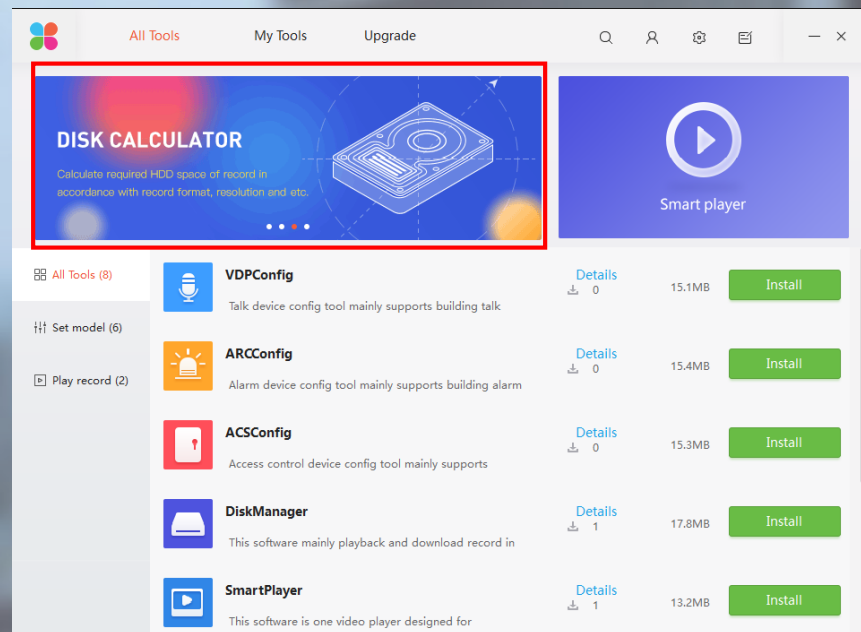 All Tools My Tools Upgrade
DISK CALCULATOR
Calculate required HDD space of record in
accordance with record format, resolution and etc.
Smart player
All Tools (8)
Set model (6)
Play record (2)
VDPConfig
Talk device config tool mainly supports building talk
Details
0
15.1MB
Install
ARCConfig
Alarm device config tool mainly supports building alarm
Details
0
15.4MB
Install
ACSConfig
Access control device config tool mainly supports
Details
0
15.3MB
Install
DiskManager
This software mainly playback and download record in
Details
1
17.8MB
Install
SmartPlayer
This software is one video player designed for
Details
1
13.2MB
Install